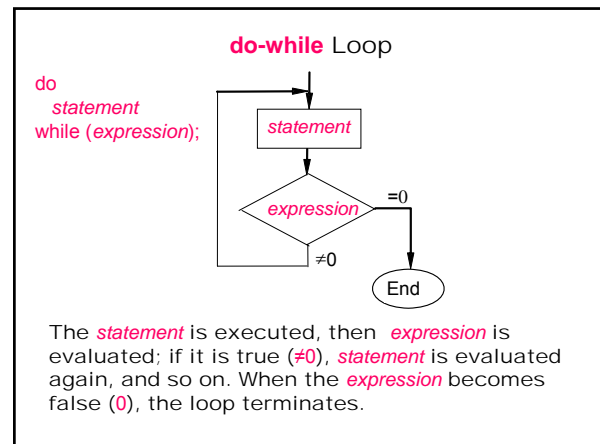 do-while Loop
do
statement
while (expression);
statement
expression
=0
≠0
End
The statement is executed, then expression is
evaluated; if it is true (≠0), statement is evaluated
again, and so on. When the expression becomes
false (0), the loop terminates.